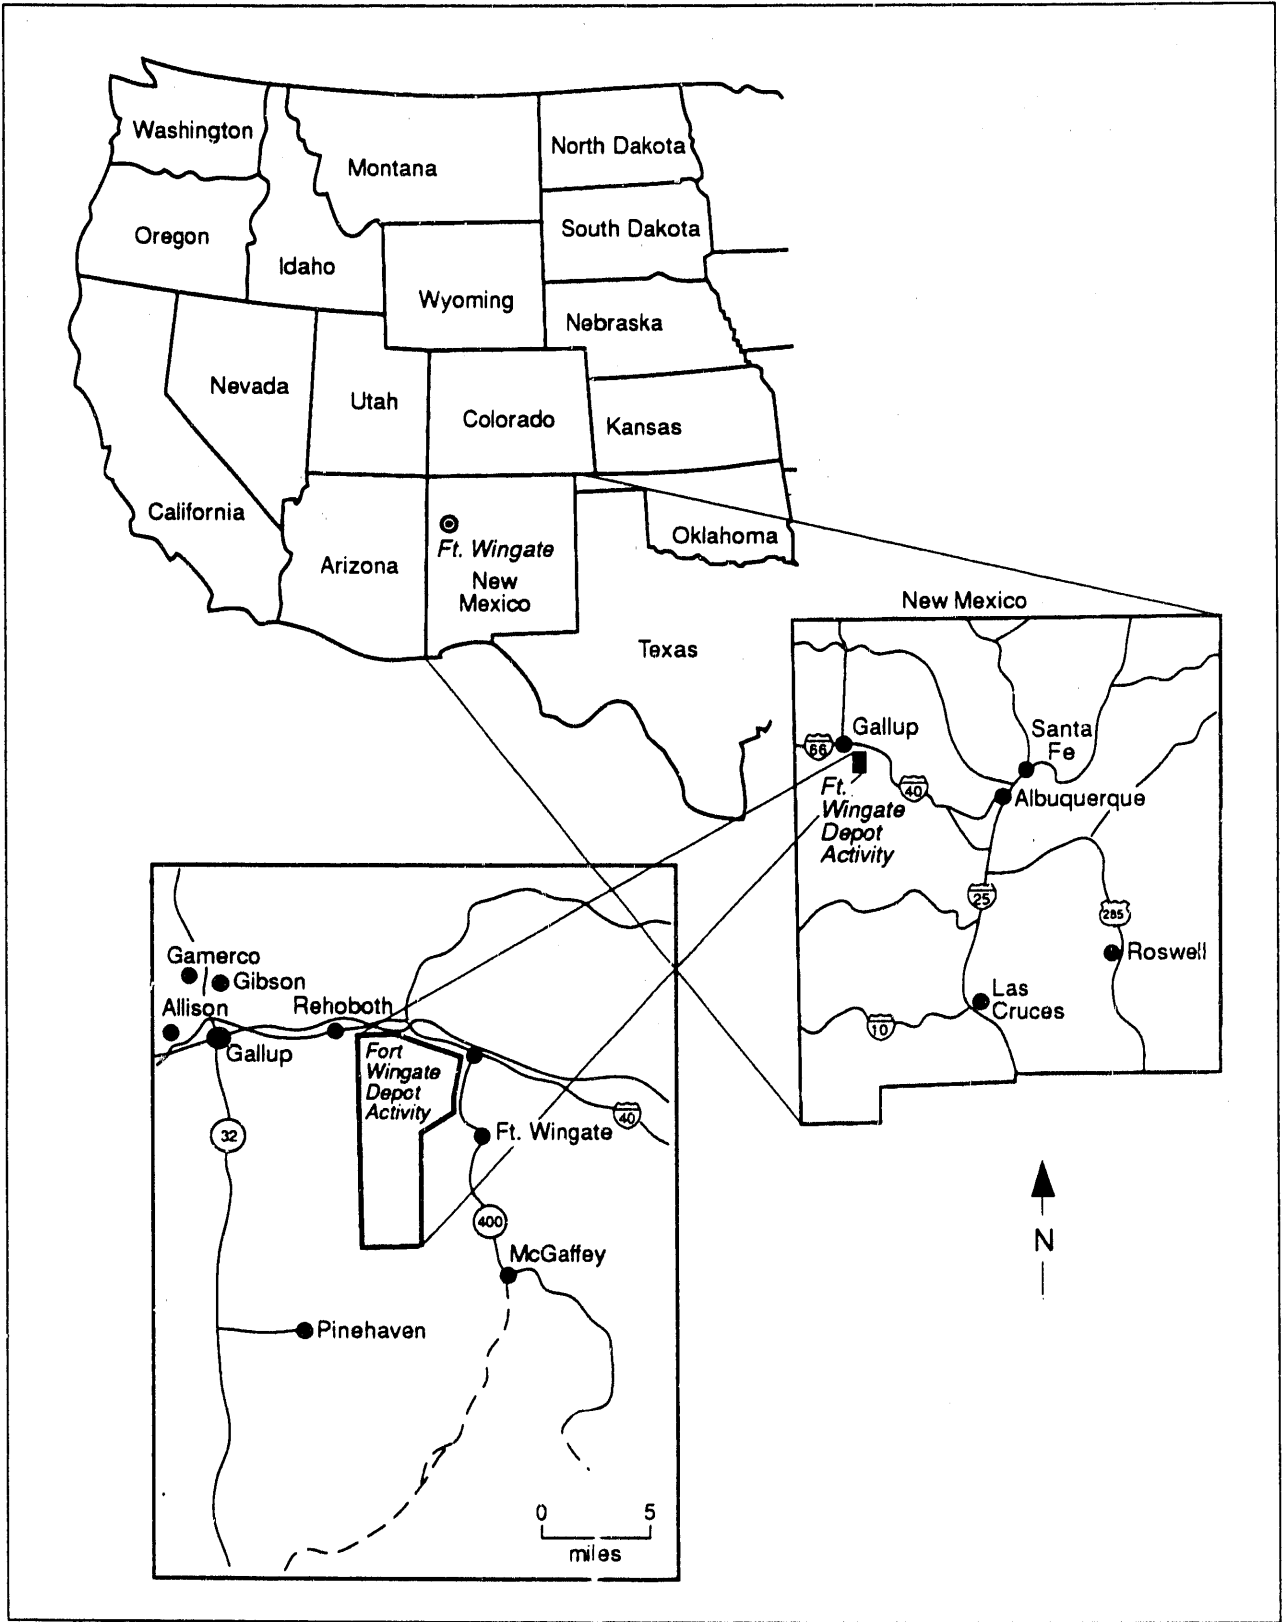 Washington
Montana
North Dakota
Oregon
Idaho
South Dakota
Wyoming
Nebraska
Nevada
Utah
Colorado
Kansas
California
Arizona
Ft. Wingate
New
Mexico
Oklahoma
Texas
New Mexico
66
Gallup
Santa
Fe
40
Albuquerque
Ft.
Wingate
Depot
Activity
25
285
Roswell
Las
Cruces
10
N
Gamerco
Gibson
Allison
Rehoboth
Gallup
Fort
Wingate
Depot
Activity
40
32
Ft. Wingate
400
McGaffey
Pinehaven
0 5
miles